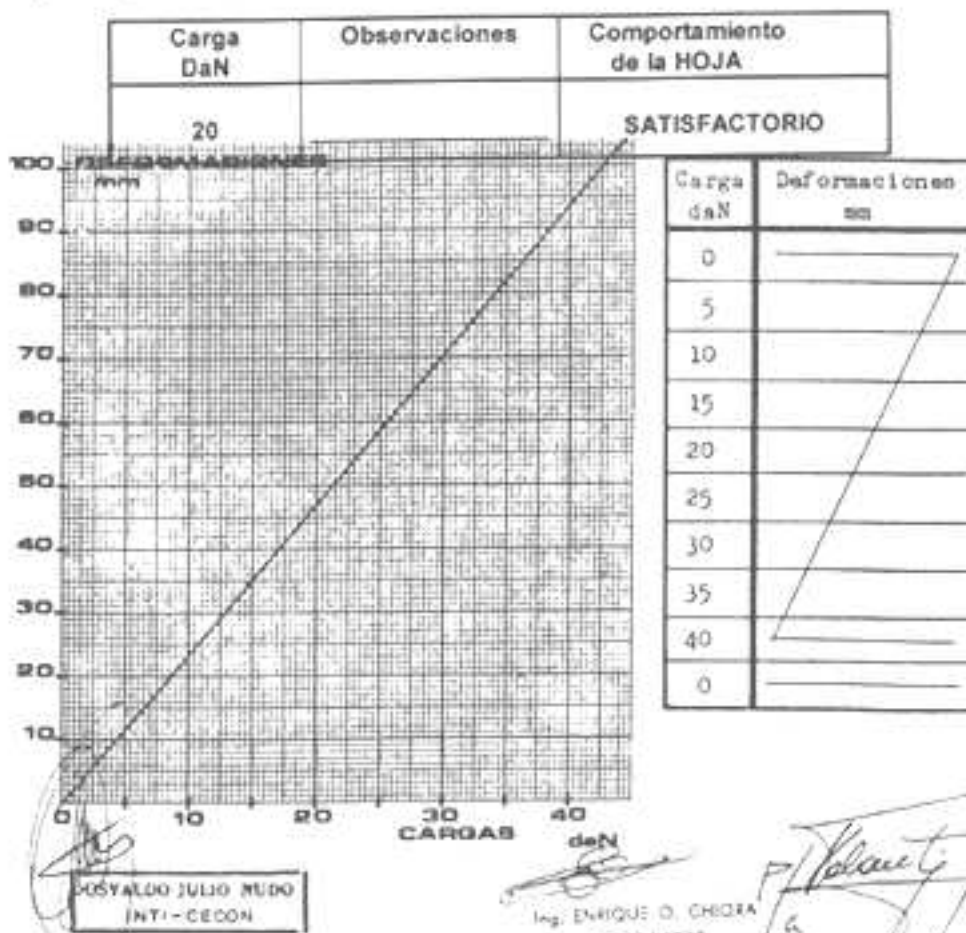 Carga Observaciones Comportamiento
DaN de la HOJA
20 SATISFACTORIO
100 DEFORMACIONES
mm
90
80
70
60
50
40
30
20
10
0 10 20 30 40
CARGAS daN
Carga Deformaciones
daN mm
0
5
10
15
20
25
30
35
40
0
OSVALDO JULIO NUDO
INTI-CECON
Ing. ENRIQUE O.